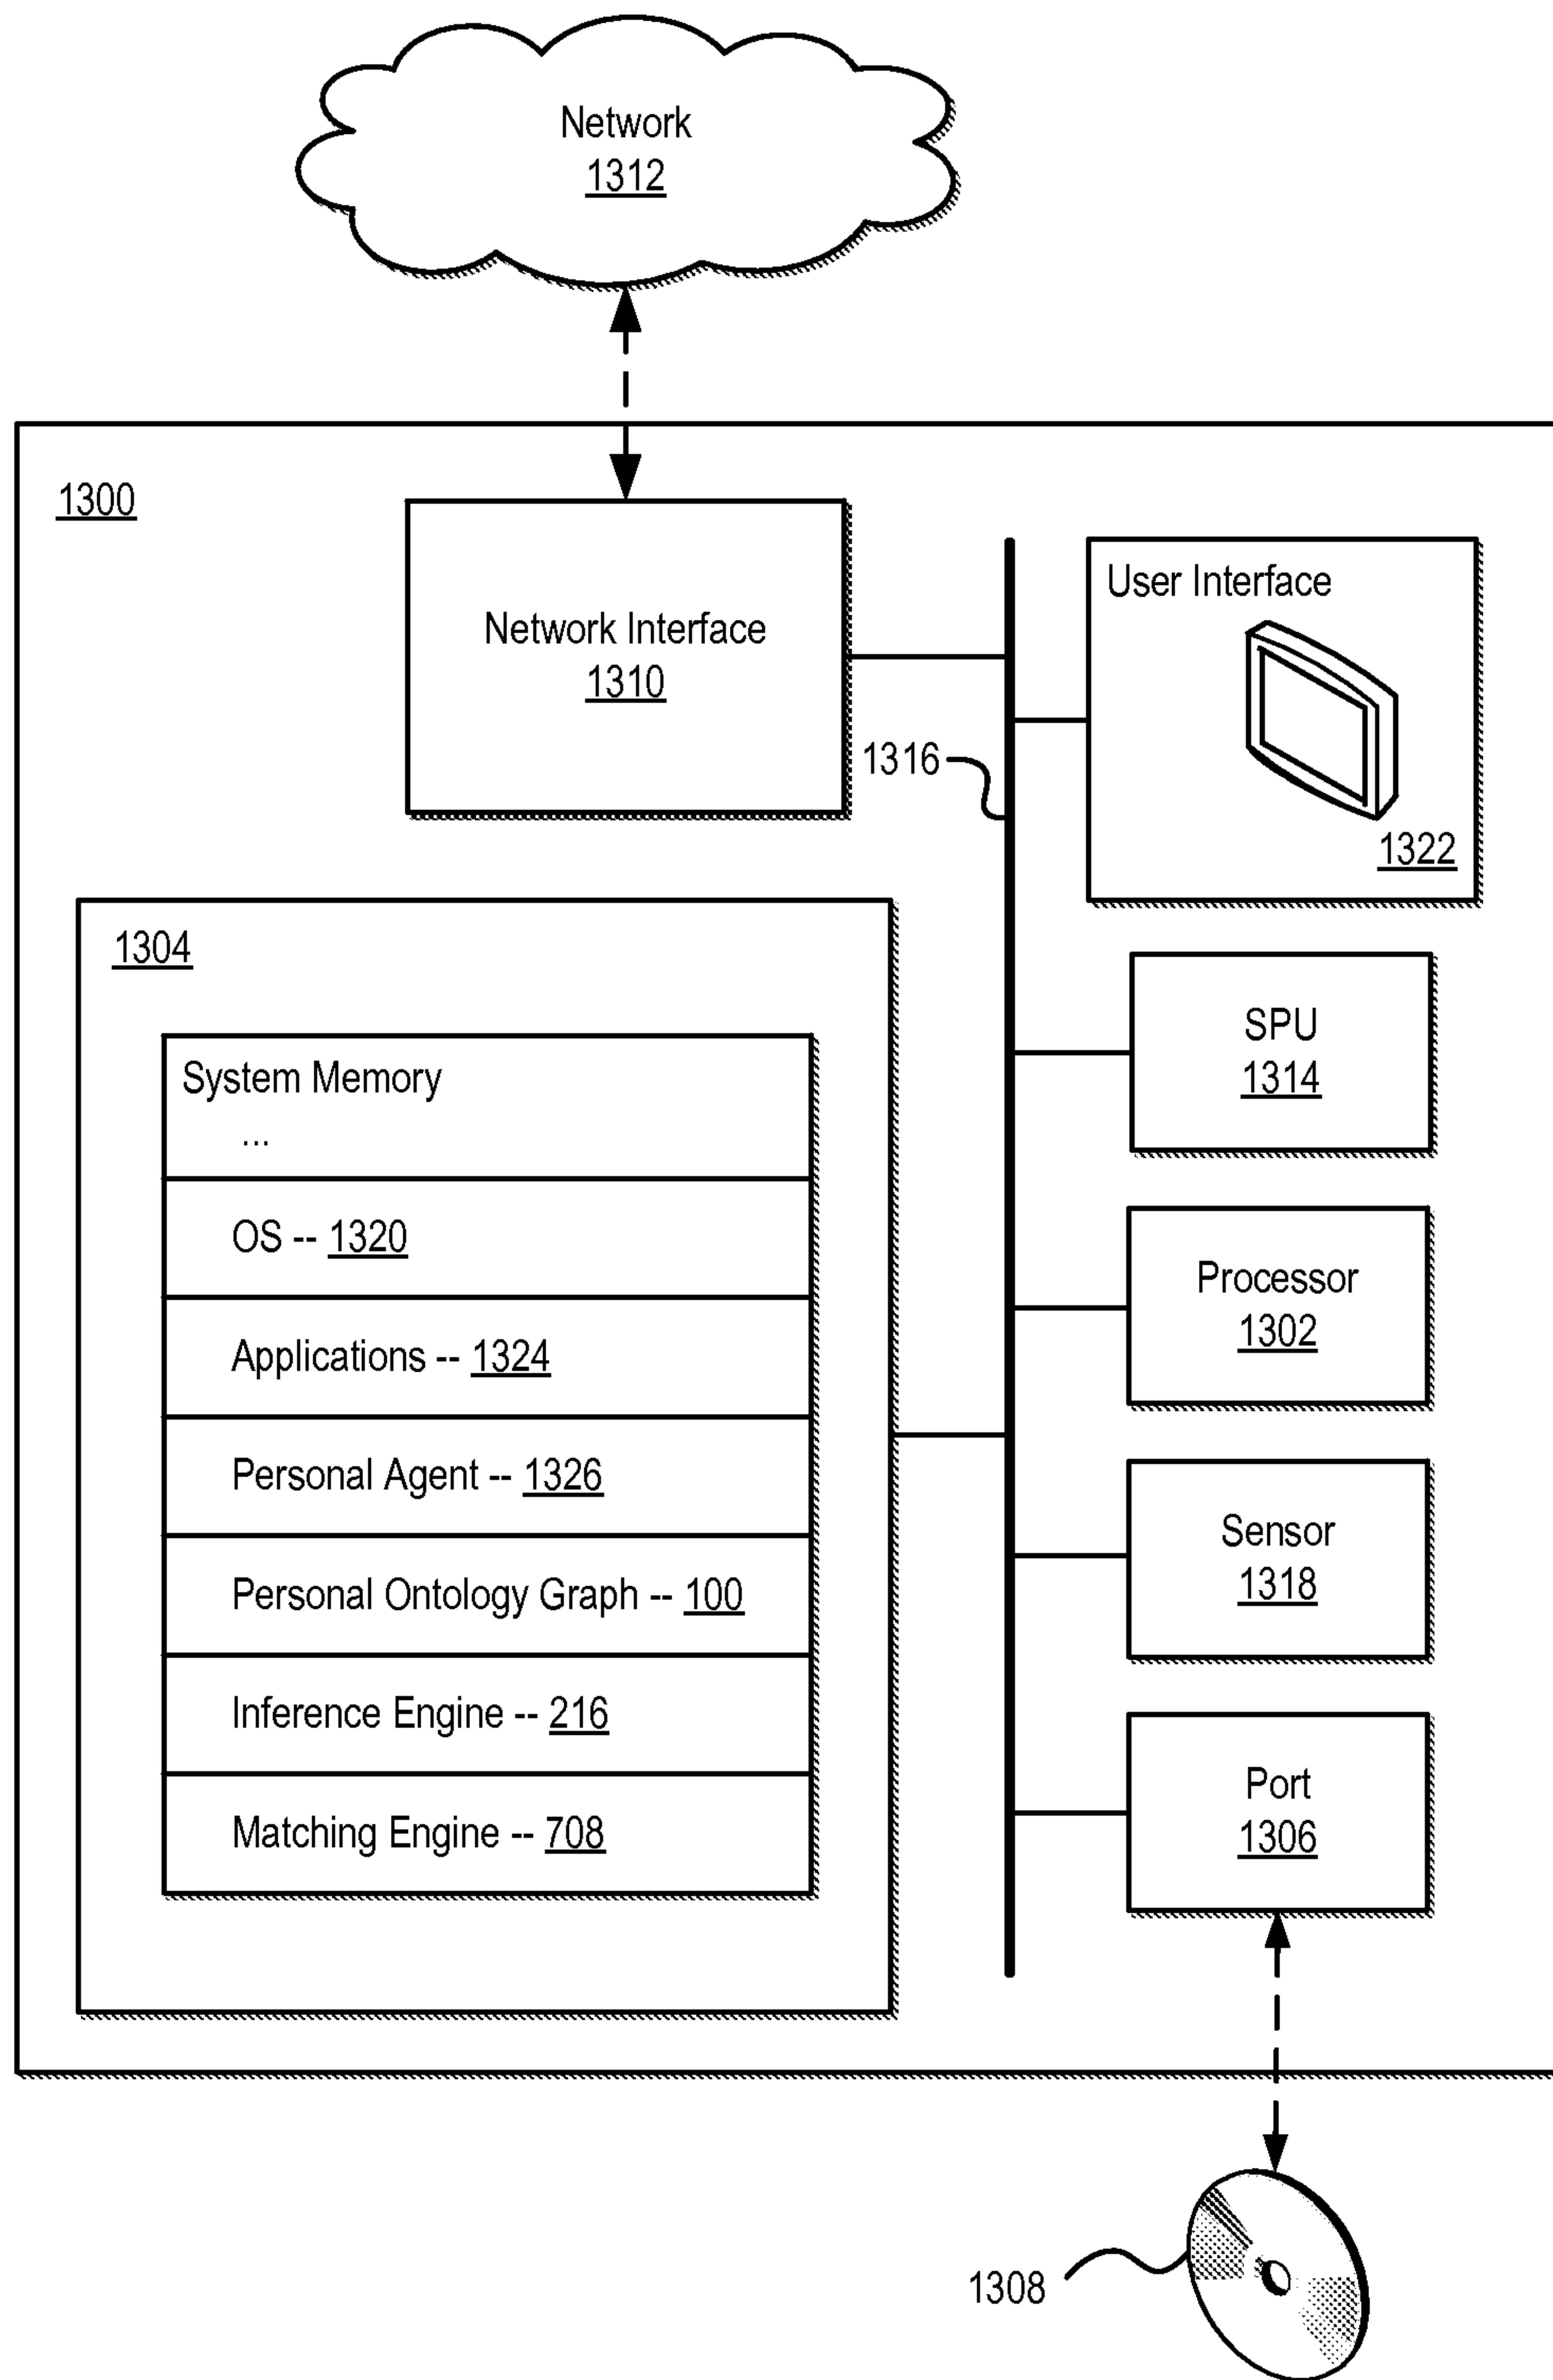 Network
1312
1300
Network Interface
1310
1316
User Interface
1322
1304
System Memory
...
OS -- 1320
Applications -- 1324
Personal Agent -- 1326
Personal Ontology Graph -- 100
Inference Engine -- 216
Matching Engine -- 708
SPU
1314
Processor
1302
Sensor
1318
Port
1306
1308